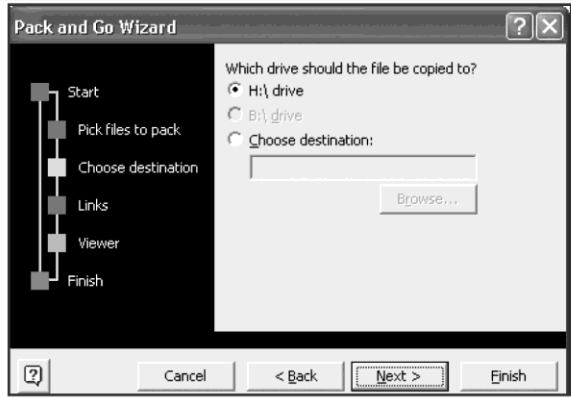 Pack and Go Wizard
Start
Pick files to pack
Choose destination
Links
Viewer
Finish
Which drive should the file be copied to?
H:\ drive
B:\ drive
Choose destination:
Browse...
Cancel
< Back
Next >
Finish